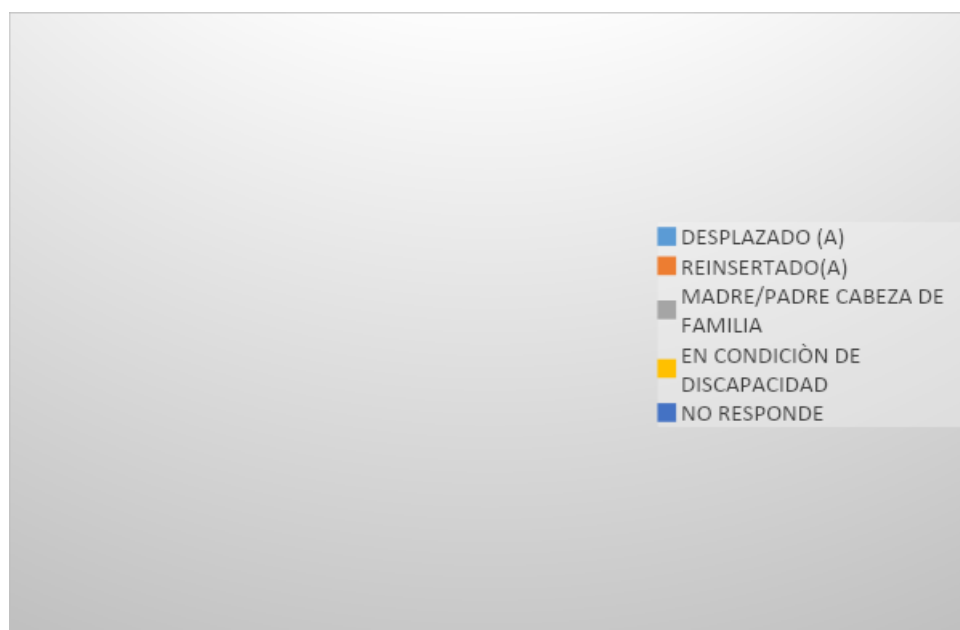 DESPLAZADO (A)
REINSERTADO(A)
MADRE/PADRE CABEZA DE
FAMILIA
EN CONDICIÒN DE
DISCAPACIDAD
NO RESPONDE